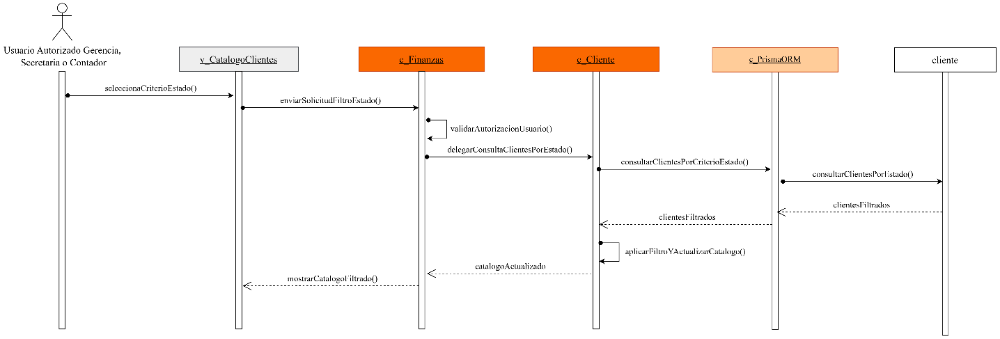 Usuario Autorizado Gerencia,
Secretaria o Contador
v_CatalogoClientes
c_Finanzas
c_Cliente
c_PrismaORM
cliente
seleccionaCriterioEstado()
enviarSolicitudFiltroEstado()
validarAutorizacionUsuario()
delegarConsultaClientesPorEstado()
consultarClientesPorCriterioEstado()
consultarClientesPorEstado()
clientesFiltrados
clientesFiltrados
aplicarFiltroYActualizarCatalogo()
catalogoActualizado
mostrarCatalogoFiltrado()